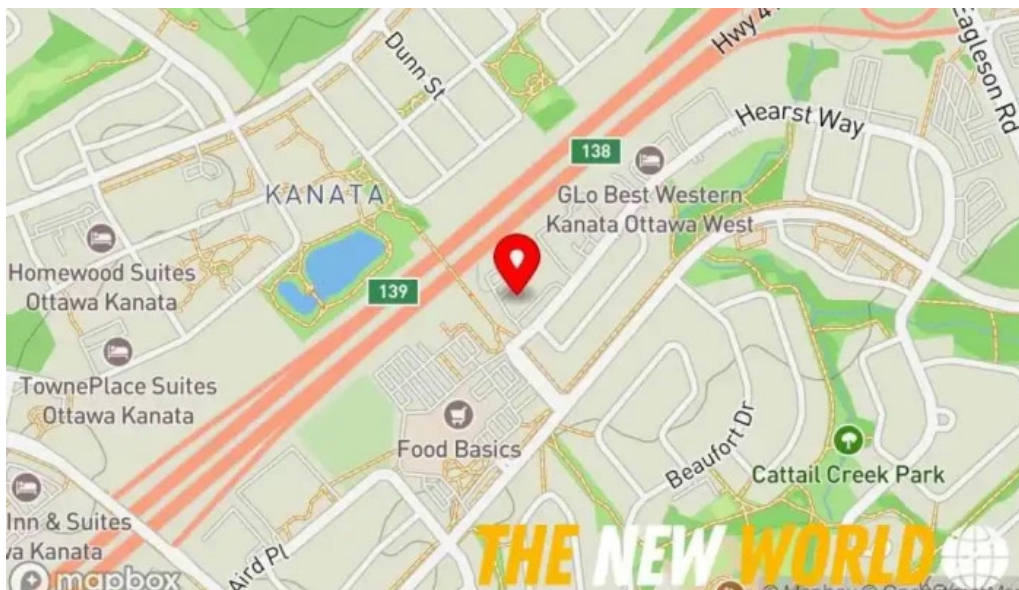 Hwy 41
Eagleson Rd
Dunn St
Hearst Way
138
KANATA
GLo Best Western
Kanata Ottawa West
Homewood Suites
Ottawa Kanata
139
TownePlace Suites
Ottawa Kanata
Food Basics
Beaufort Dr
Cattail Creek Park
Inn & Suites
Kanata
Aird Pl
mapbox
THE NEW WORLD
© Mapbox ©